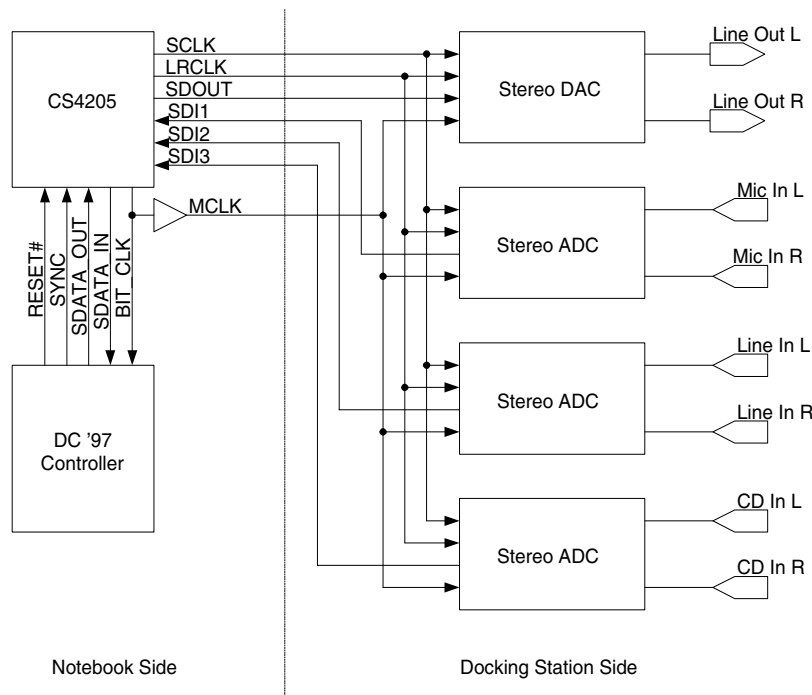 SCLK
LRCLK
SDOUT
SDI1
SDI2
SDI3
CS4205
MCLK
RESET#
SYNC
SDATA_OUT
SDATA_IN
BIT_CLK
DC '97
Controller
Stereo DAC
Line Out L
Line Out R
Stereo ADC
Mic In L
Mic In R
Stereo ADC
Line In L
Line In R
Stereo ADC
CD In L
CD In R
Notebook Side
Docking Station Side